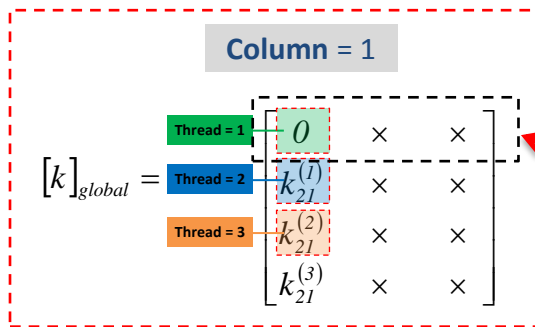 Column = 1
Thread = 1 0 × ×
[k]global = Thread = 2 k21(1) × ×
Thread = 3 k21(2) × ×
k21(3) × ×